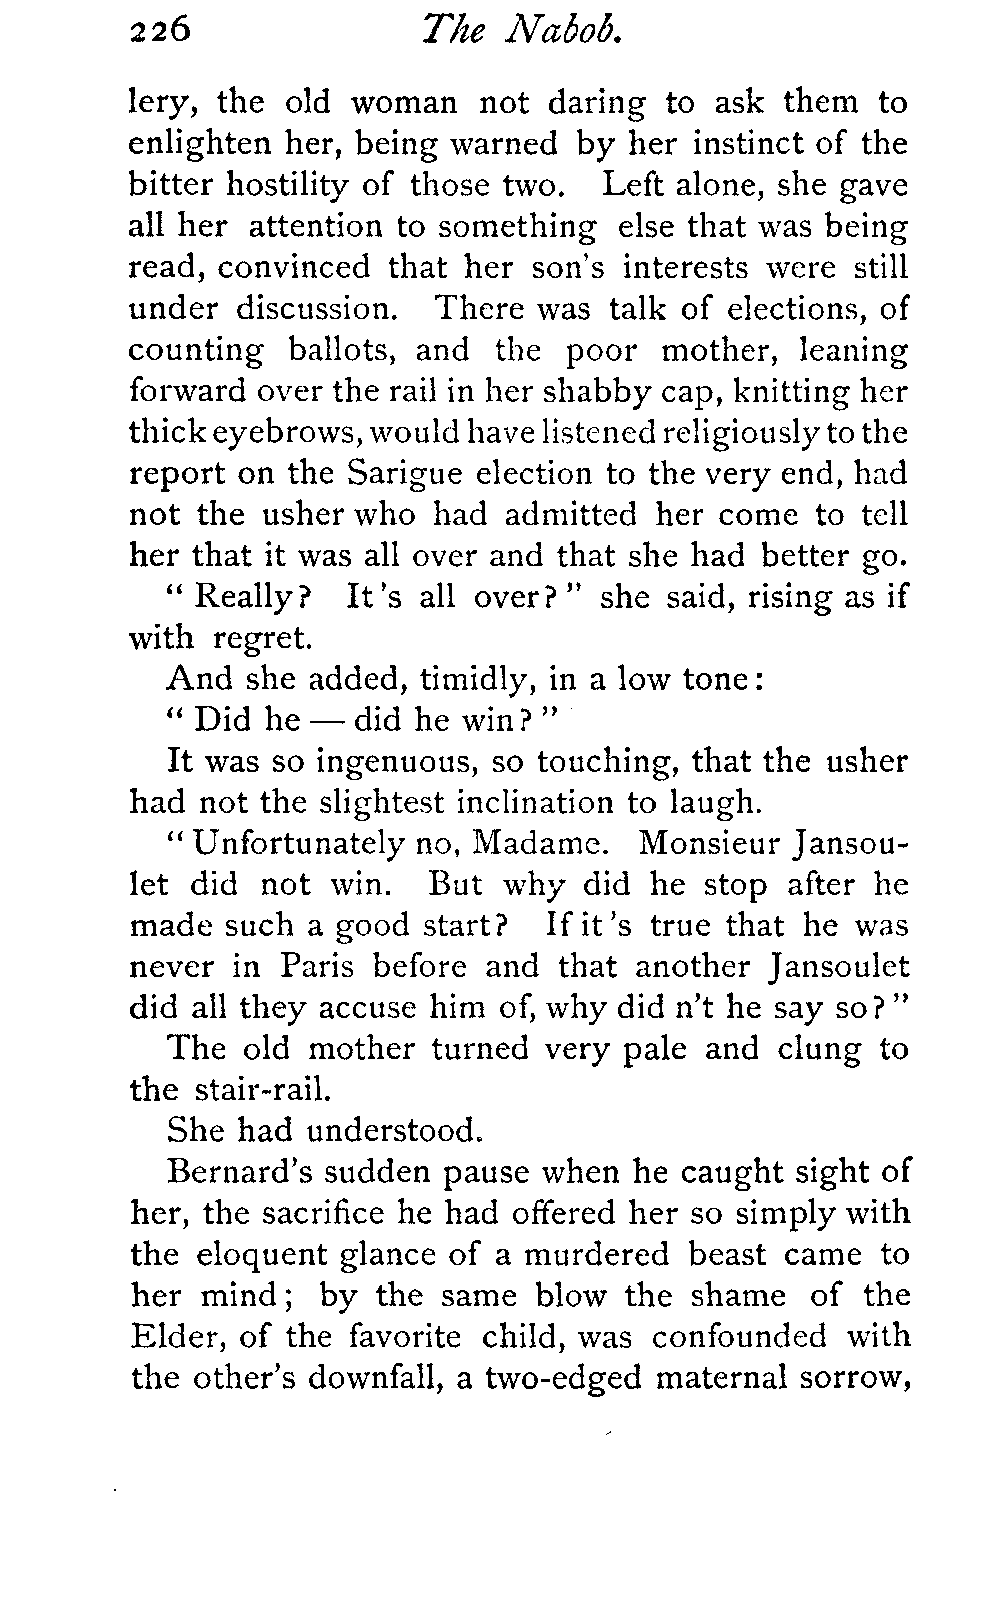 226 The Nabob.
lery, the old woman not daring to ask them to
enlighten her, being warned by her instinct of the
bitter hostility of those two. Left alone, she gave
all her attention to something else that was being
read, convinced that her son's interests were still
under discussion. There was talk of elections, of
counting ballots, and the poor mother, leaning
forward over the rail in her shabby cap, knitting her
thick eyebrows, would have listened religiously to the
report on the Sarigue election to the very end, had
not the usher who had admitted her come to tell
her that it was all over and that she had better go.
“ Really? It 's all over? ” she said, rising as if
with regret.
And she added, timidly, in a low tone:
“ Did he — did he win? ”
It was so ingenuous, so touching, that the usher
had not the slightest inclination to laugh.
“ Unfortunately no, Madame. Monsieur Jansou-
let did not win. But why did he stop after he
made such a good start? If it 's true that he was
never in Paris before and that another Jansoulet
did all they accuse him of, why did n't he say so? ”
The old mother turned very pale and clung to
the stair-rail.
She had understood.
Bernard's sudden pause when he caught sight of
her, the sacrifice he had offered her so simply with
the eloquent glance of a murdered beast came to
her mind; by the same blow the shame of the
Elder, of the favorite child, was confounded with
the other's downfall, a two-edged maternal sorrow,